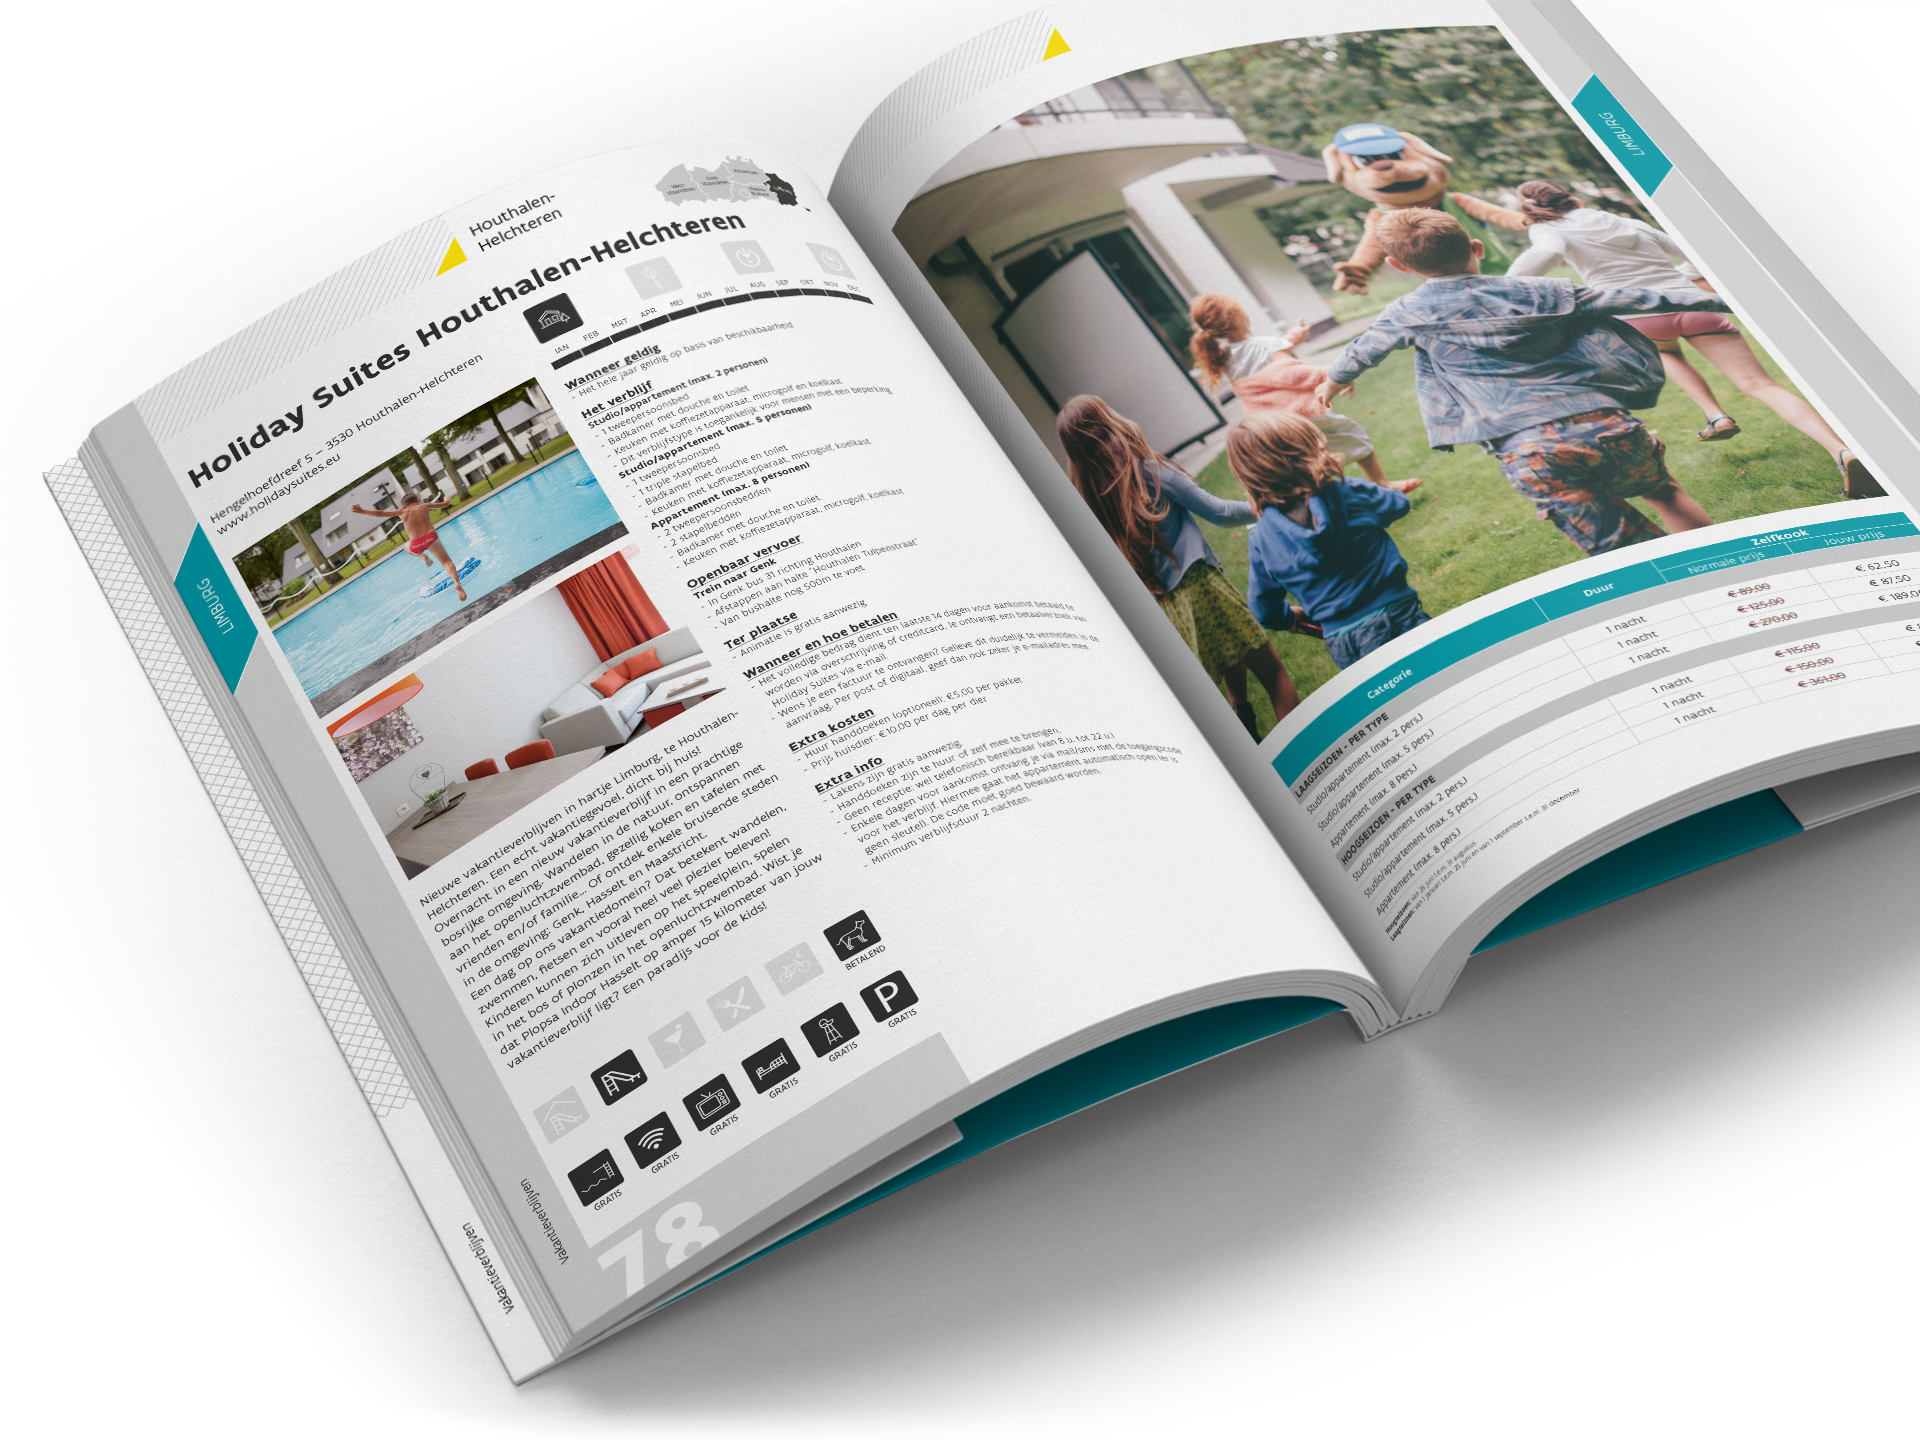 Houthalen-
Helchteren
West-
Vlaanderen
Oost-
Vlaanderen
Antwerpen
Vlaams-
Brabant
Limburg
Holiday Suites Houthalen-Helchteren
Hengelhoefdreef 5 – 3530 Houthalen-Helchteren
www.holidaysuites.eu
LIMBURG
JAN FEB MRT APR MEI JUN JUL AUG SEP OKT NOV DEC
Nieuwe vakantieverblijven in hartje Limburg, te Houthalen-
Helchteren. Een echt vakantiegevoel, dicht bij huis!
Overnacht in een nieuw vakantieverblijf in een prachtige
bosrijke omgeving. Wandelen in de natuur, ontspannen
aan het openluchtzwembad, gezellig koken en tafelen met
vrienden en/of familie... Of ontdek enkele bruisende steden
in de omgeving: Genk, Hasselt en Maastricht.
Een dag op ons vakantiedomein? Dat betekent wandelen,
zwemmen, fietsen en vooral heel veel plezier beleven!
Kinderen kunnen zich uitleven op het speelplein, spelen
in het bos of plonzen in het openluchtzwembad. Wist je
dat Plopsa Indoor Hasselt op amper 15 kilometer van jouw
vakantieverblijf ligt? Een paradijs voor de kids!
Wanneer geldig
- Het hele jaar geldig op basis van beschikbaarheid
Het verblijf
Studio/appartement (max. 2 personen)
- 1 tweepersoonsbed
- Badkamer met douche en toilet
- Keuken met koffiezetapparaat, microgolf en koelkast
- Dit verblijfstype is toegankelijk voor mensen met een beperking
Studio/appartement (max. 5 personen)
- 1 tweepersoonsbed
- 1 triple stapelbed
- Badkamer met douche en toilet
- Keuken met koffiezetapparaat, microgolf, koelkast
Appartement (max. 8 personen)
- 2 tweepersoonsbedden
- 2 stapelbedden
- Badkamer met douche en toilet
- Keuken met koffiezetapparaat, microgolf, koelkast
Openbaar vervoer
Trein naar Genk
- In Genk bus 31 richting Houthalen
- Afstappen aan halte "Houthalen Tulpenstraat"
- Van bushalte nog 500m te voet
Ter plaatse
- Animatie is gratis aanwezig
Wanneer en hoe betalen
- Het volledige bedrag dient ten laatste 14 dagen voor aankomst betaald te
worden via overschrijving of creditcard. Je ontvangt een betaalverzoek van
Holiday Suites via e-mail.
- Wens je een factuur te ontvangen? Gelieve dit duidelijk te vermelden in de
aanvraag. Per post of digitaal, geef dan ook zeker je e-mailadres mee.
Extra kosten
- Huur handdoeken (optioneel): €5,00 per pakket
- Prijs huisdier: €10,00 per dag per dier
Extra info
- Lakens zijn gratis aanwezig.
- Handdoeken zijn te huur of zelf mee te brengen.
- Geen receptie: wel telefonisch bereikbaar (van 8 u. tot 22 u.)
- Enkele dagen voor aankomst ontvang je via mail/sms met de toegangscode
voor het verblijf. Hiermee gaat het appartement automatisch open (er is
geen sleutel). De code moet goed bewaard worden.
- Minimum verblijfsduur 2 nachten.
BETALEND
GRATIS
GRATIS
GRATIS
GRATIS
GRATIS
P
GRATIS
78
Vakantieverblijven
Vakantieverblijven
LIMBURG
Categorie Duur Zelfkook
Normale prijs Jouw prijs
LAAGSEIZOEN - PER TYPE
Studio/appartement (max. 2 pers.) 1 nacht € 89,00 € 62,50
Studio/appartement (max. 5 pers.) 1 nacht € 125,00 € 87,50
Appartement (max. 8 pers.) 1 nacht € 270,00 € 189,0
HOOGSEIZOEN - PER TYPE
Studio/appartement (max. 2 pers.) 1 nacht € 115,00 €
Studio/appartement (max. 5 pers.) 1 nacht € 150,00
Appartement (max. 8 pers.) 1 nacht € 361,00
Hoogseizoen: van 26 juni t.e.m. 31 augustus
Laagseizoen: van 1 januari t.e.m. 25 juni en van 1 september t.e.m. 31 december